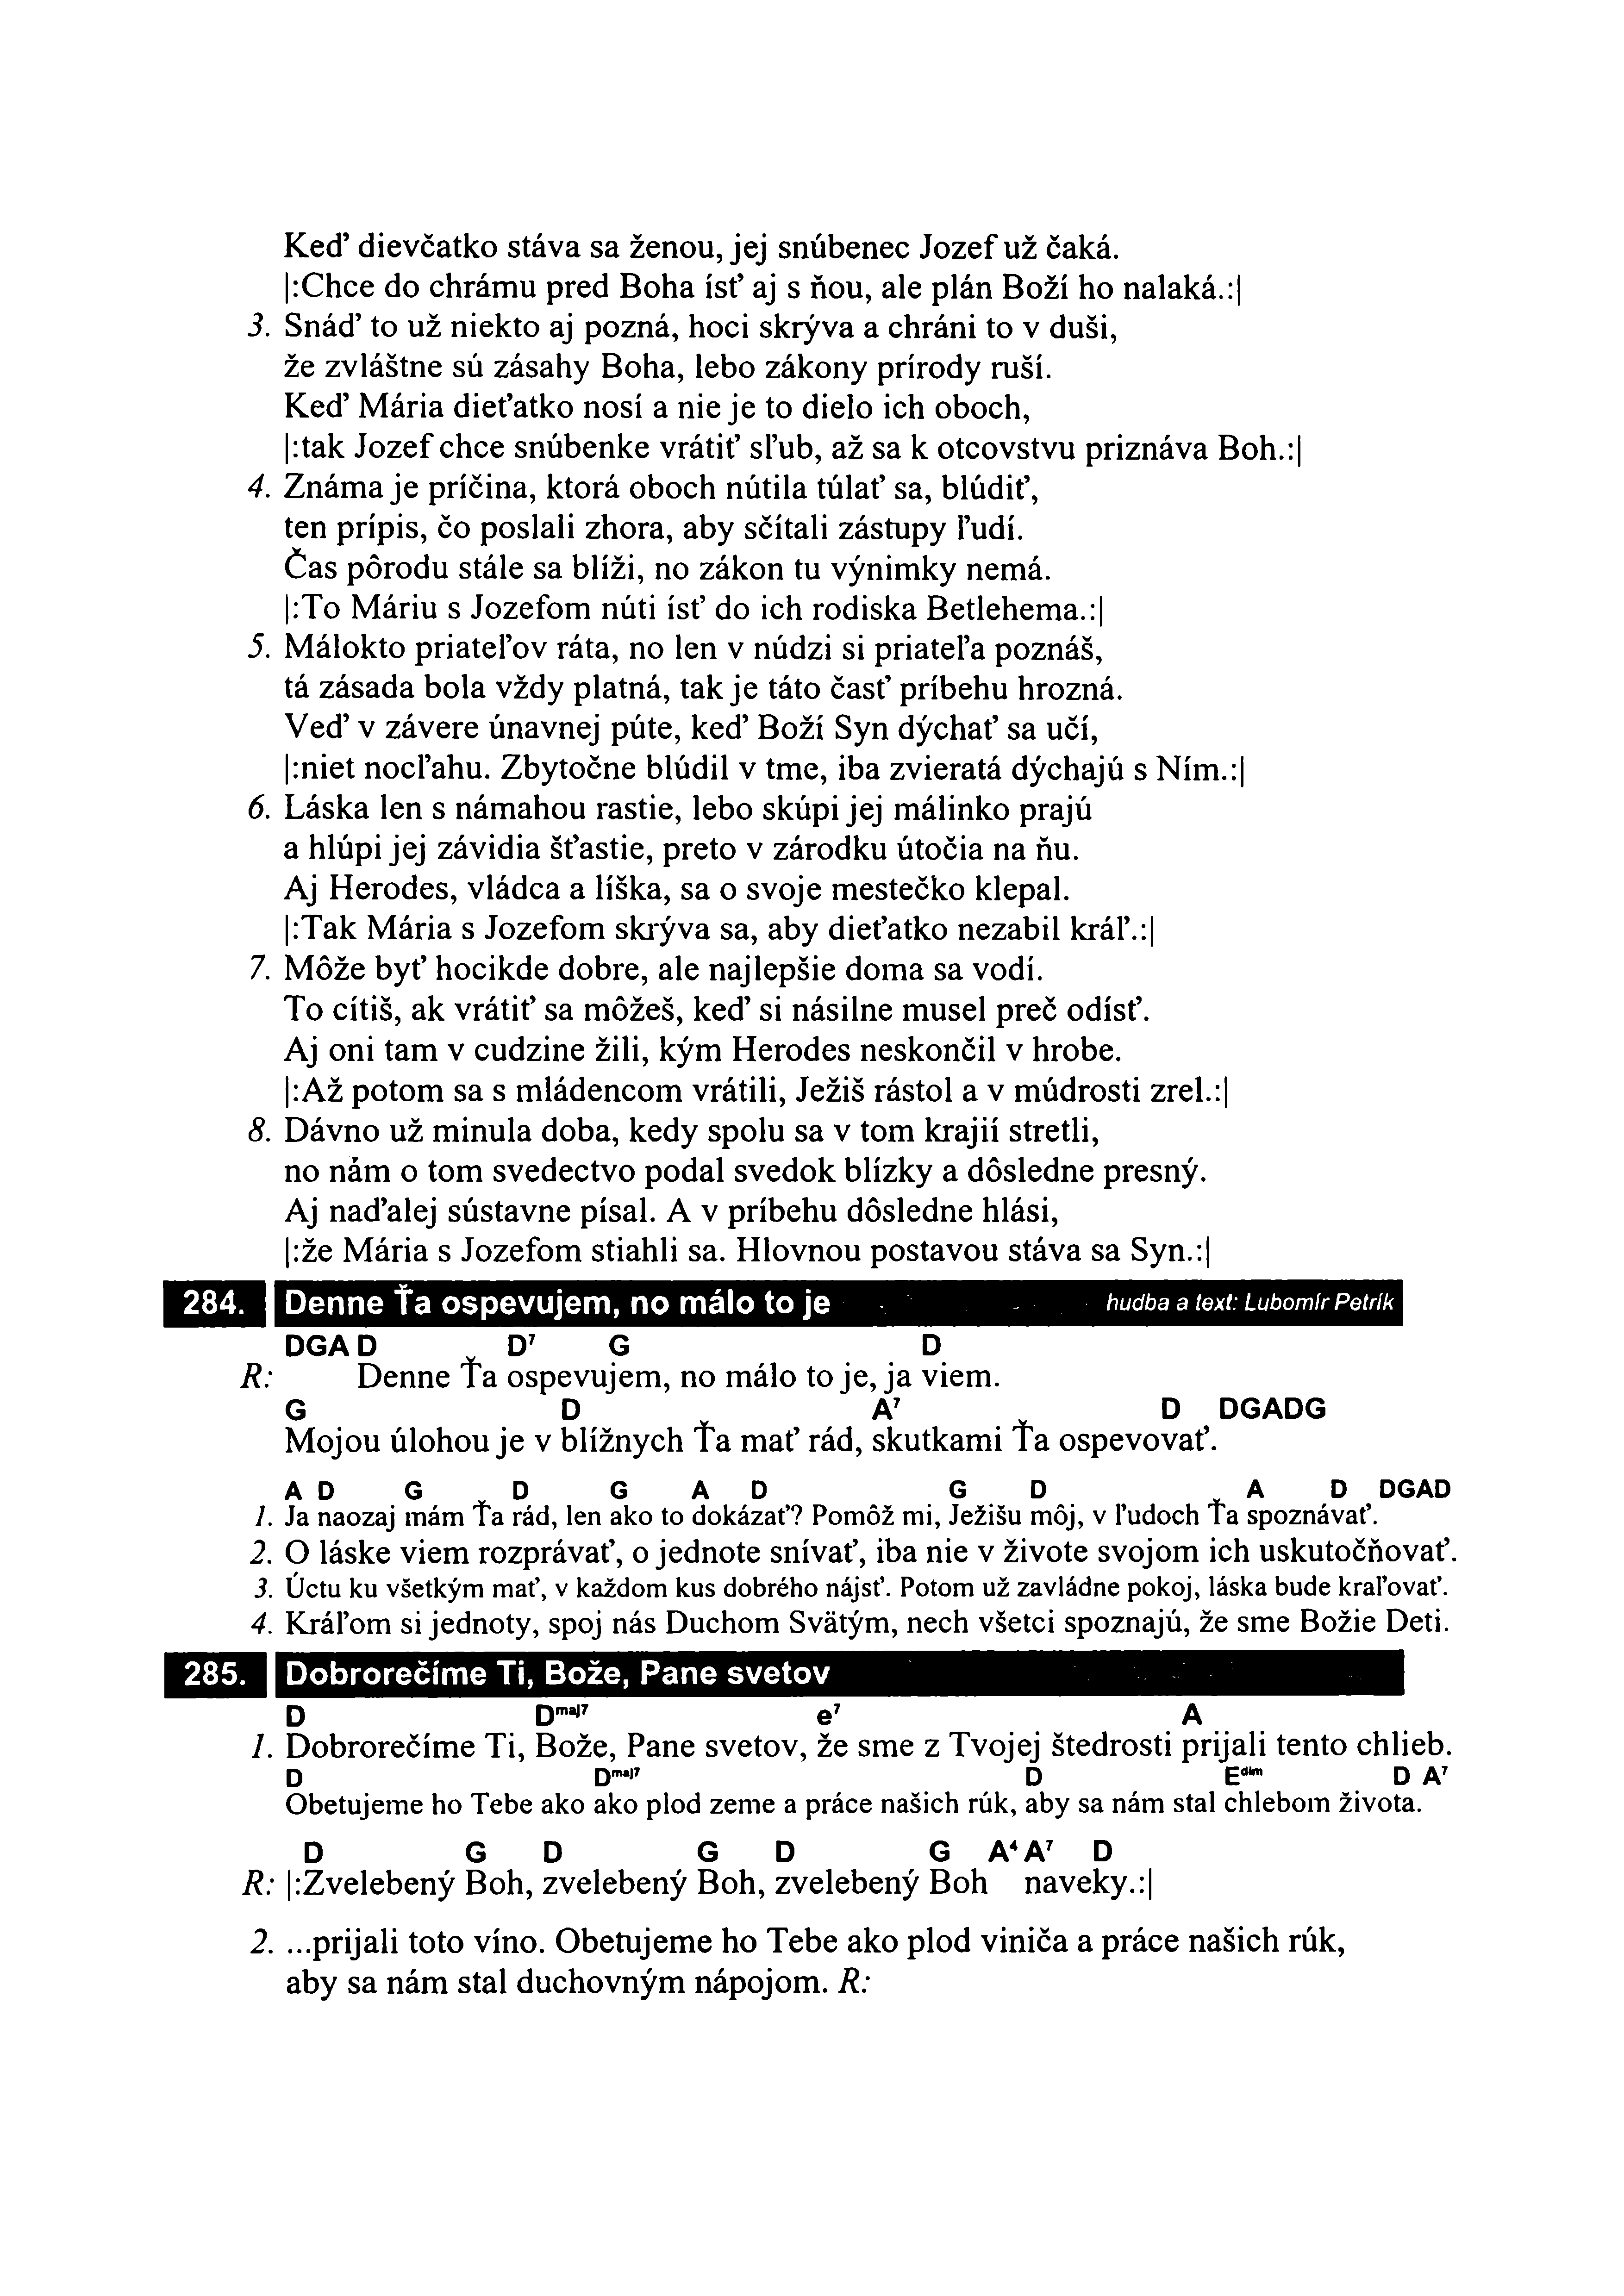 Keď dievčatko stáva sa ženou, jej snúbenec Jozef už čaká.
|:Chce do chrámu pred Boha ísť aj s ňou, ale plán Boží ho nalaká.:|
3. Snáď to už niekto aj pozná, hoci skrýva a chráni to v duši,
že zvláštne sú zásahy Boha, lebo zákony prírody ruší.
Keď Mária dieťatko nosí a nie je to dielo ich oboch,
|:tak Jozef chce snúbenke vrátiť sľub, až sa k otcovstvu priznáva Boh.:|
4. Známa je príčina, ktorá oboch nútila túlať sa, blúdiť,
ten prípis, čo poslali zhora, aby sčítali zástupy ľudí.
Čas pôrodu stále sa blíži, no zákon tu výnimky nemá.
|:To Máriu s Jozefom núti ísť do ich rodiska Betlehema.:|
5. Málokto priateľov ráta, no len v núdzi si priateľa poznáš,
tá zásada bola vždy platná, tak je táto časť príbehu hrozná.
Veď v závere únavnej púte, keď Boží Syn dýchať sa učí,
|:niet nocľahu. Zbytočne blúdil v tme, iba zvieratá dýchajú s Ním.:|
6. Láska len s námahou rastie, lebo skúpi jej málinko prajú
a hlúpi jej závidia šťastie, preto v zárodku útočia na ňu.
Aj Herodes, vládca a líška, sa o svoje mestečko klepal.
|:Tak Mária s Jozefom skrýva sa, aby dieťatko nezabil kráľ.:|
7. Môže byť hocikde dobre, ale najlepšie doma sa vodí.
To cítiš, ak vrátiť sa môžeš, keď si násilne musel preč odísť.
Aj oni tam v cudzine žili, kým Herodes neskončil v hrobe.
|:Až potom sa s mládencom vrátili, Ježiš rástol a v múdrosti zrel.:|
8. Dávno už minula doba, kedy spolu sa v tom krajií stretli,
no nám o tom svedectvo podal svedok blízky a dôsledne presný.
Aj naďalej sústavne písal. A v príbehu dôsledne hlási,
|:že Mária s Jozefom stiahli sa. Hlovnou postavou stáva sa Syn.:|
284. Denne Ťa ospevujem, no málo to je hudba a text: Lubomír Petrík
DGA D D⁷ G D
R: Denne Ťa ospevujem, no málo to je, ja viem.
G D A⁷ D DGADG
Mojou úlohou je v blížnych Ťa mať rád, skutkami Ťa ospevovať.
A D G D G A D G D A D DGAD
1. Ja naozaj mám Ťa rád, len ako to dokázať? Pomôž mi, Ježišu môj, v ľudoch Ťa spoznávať.
2. O láske viem rozprávať, o jednote snívať, iba nie v živote svojom ich uskutočňovať.
3. Úctu ku všetkým mať, v každom kus dobrého nájsť. Potom už zavládne pokoj, láska bude kraľovať.
4. Kráľom si jednoty, spoj nás Duchom Svätým, nech všetci spoznajú, že sme Božie Deti.
285. Dobrorečíme Ti, Bože, Pane svetov
D Dmaj7 e⁷ A
1. Dobrorečíme Ti, Bože, Pane svetov, že sme z Tvojej štedrosti prijali tento chlieb.
D Dmaj7 D Edim D A⁷
Obetujeme ho Tebe ako ako plod zeme a práce našich rúk, aby sa nám stal chlebom života.
D G D G D G A⁴ A⁷ D
R: |:Zvelebený Boh, zvelebený Boh, zvelebený Boh naveky.:|
2. ...prijali toto víno. Obetujeme ho Tebe ako plod viniča a práce našich rúk,
aby sa nám stal duchovným nápojom. R: